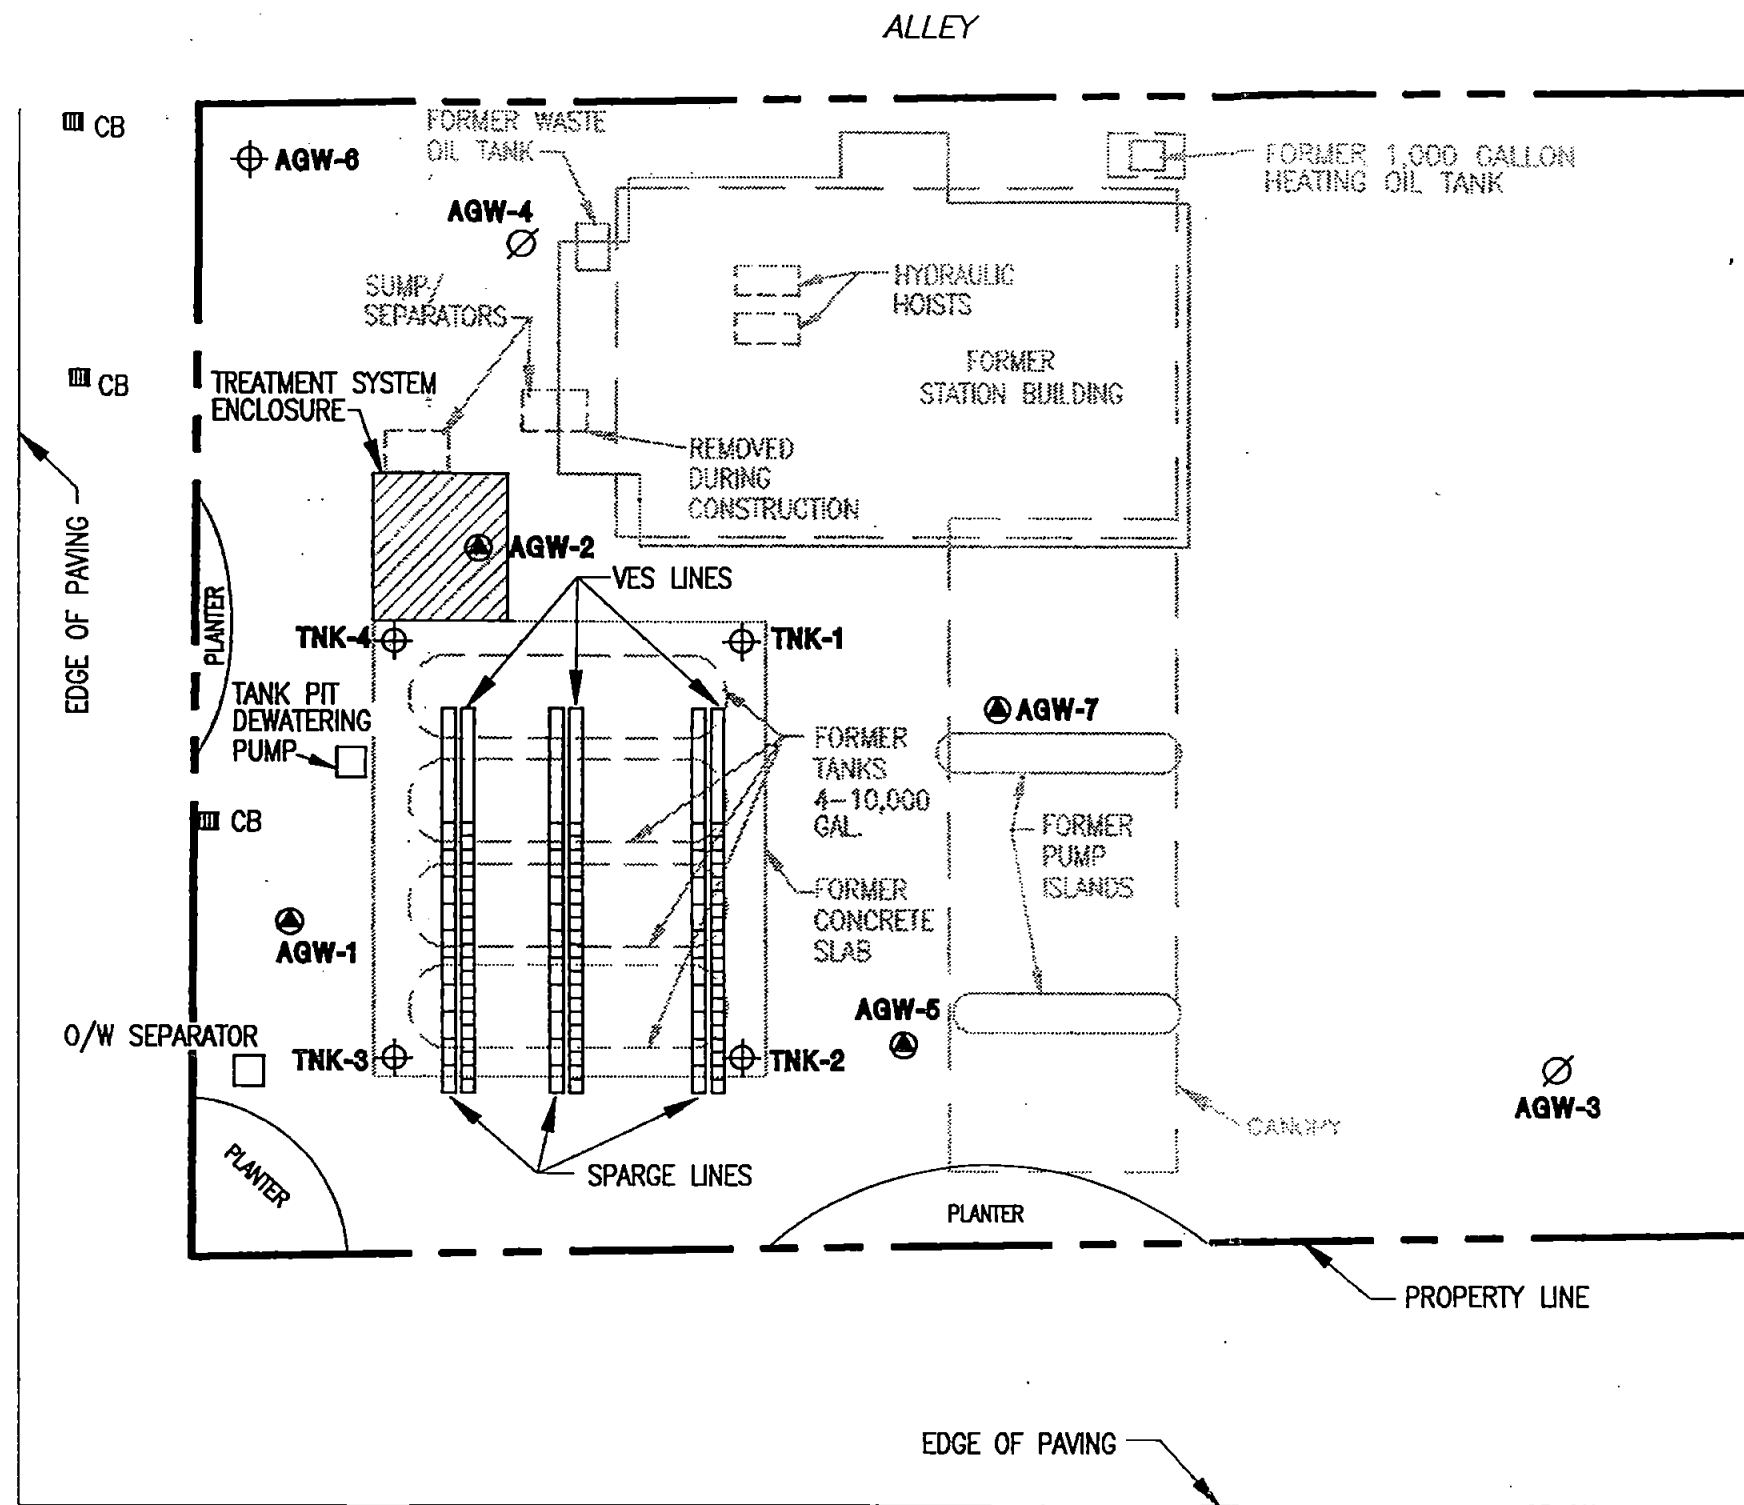 ALLEY
CB
FORMER WASTE
OIL TANK
AGW-6
FORMER 1,000 GALLON
HEATING OIL TANK
AGW-4
SUMP/
SEPARATORS
HYDRAULIC
HOISTS
FORMER
STATION BUILDING
CB
TREATMENT SYSTEM
ENCLOSURE
REMOVED
DURING
CONSTRUCTION
EDGE OF PAVING
PLANTER
AGW-2
VES LINES
TNK-4
TNK-1
TANK PIT
DEWATERING
PUMP
AGW-7
FORMER
TANKS
4-10,000
GAL.
CB
FORMER
PUMP
ISLANDS
FORMER
CONCRETE
SLAB
AGW-1
AGW-5
O/W SEPARATOR
TNK-3
TNK-2
AGW-3
CANOPY
PLANTER
SPARGE LINES
PLANTER
PROPERTY LINE
EDGE OF PAVING